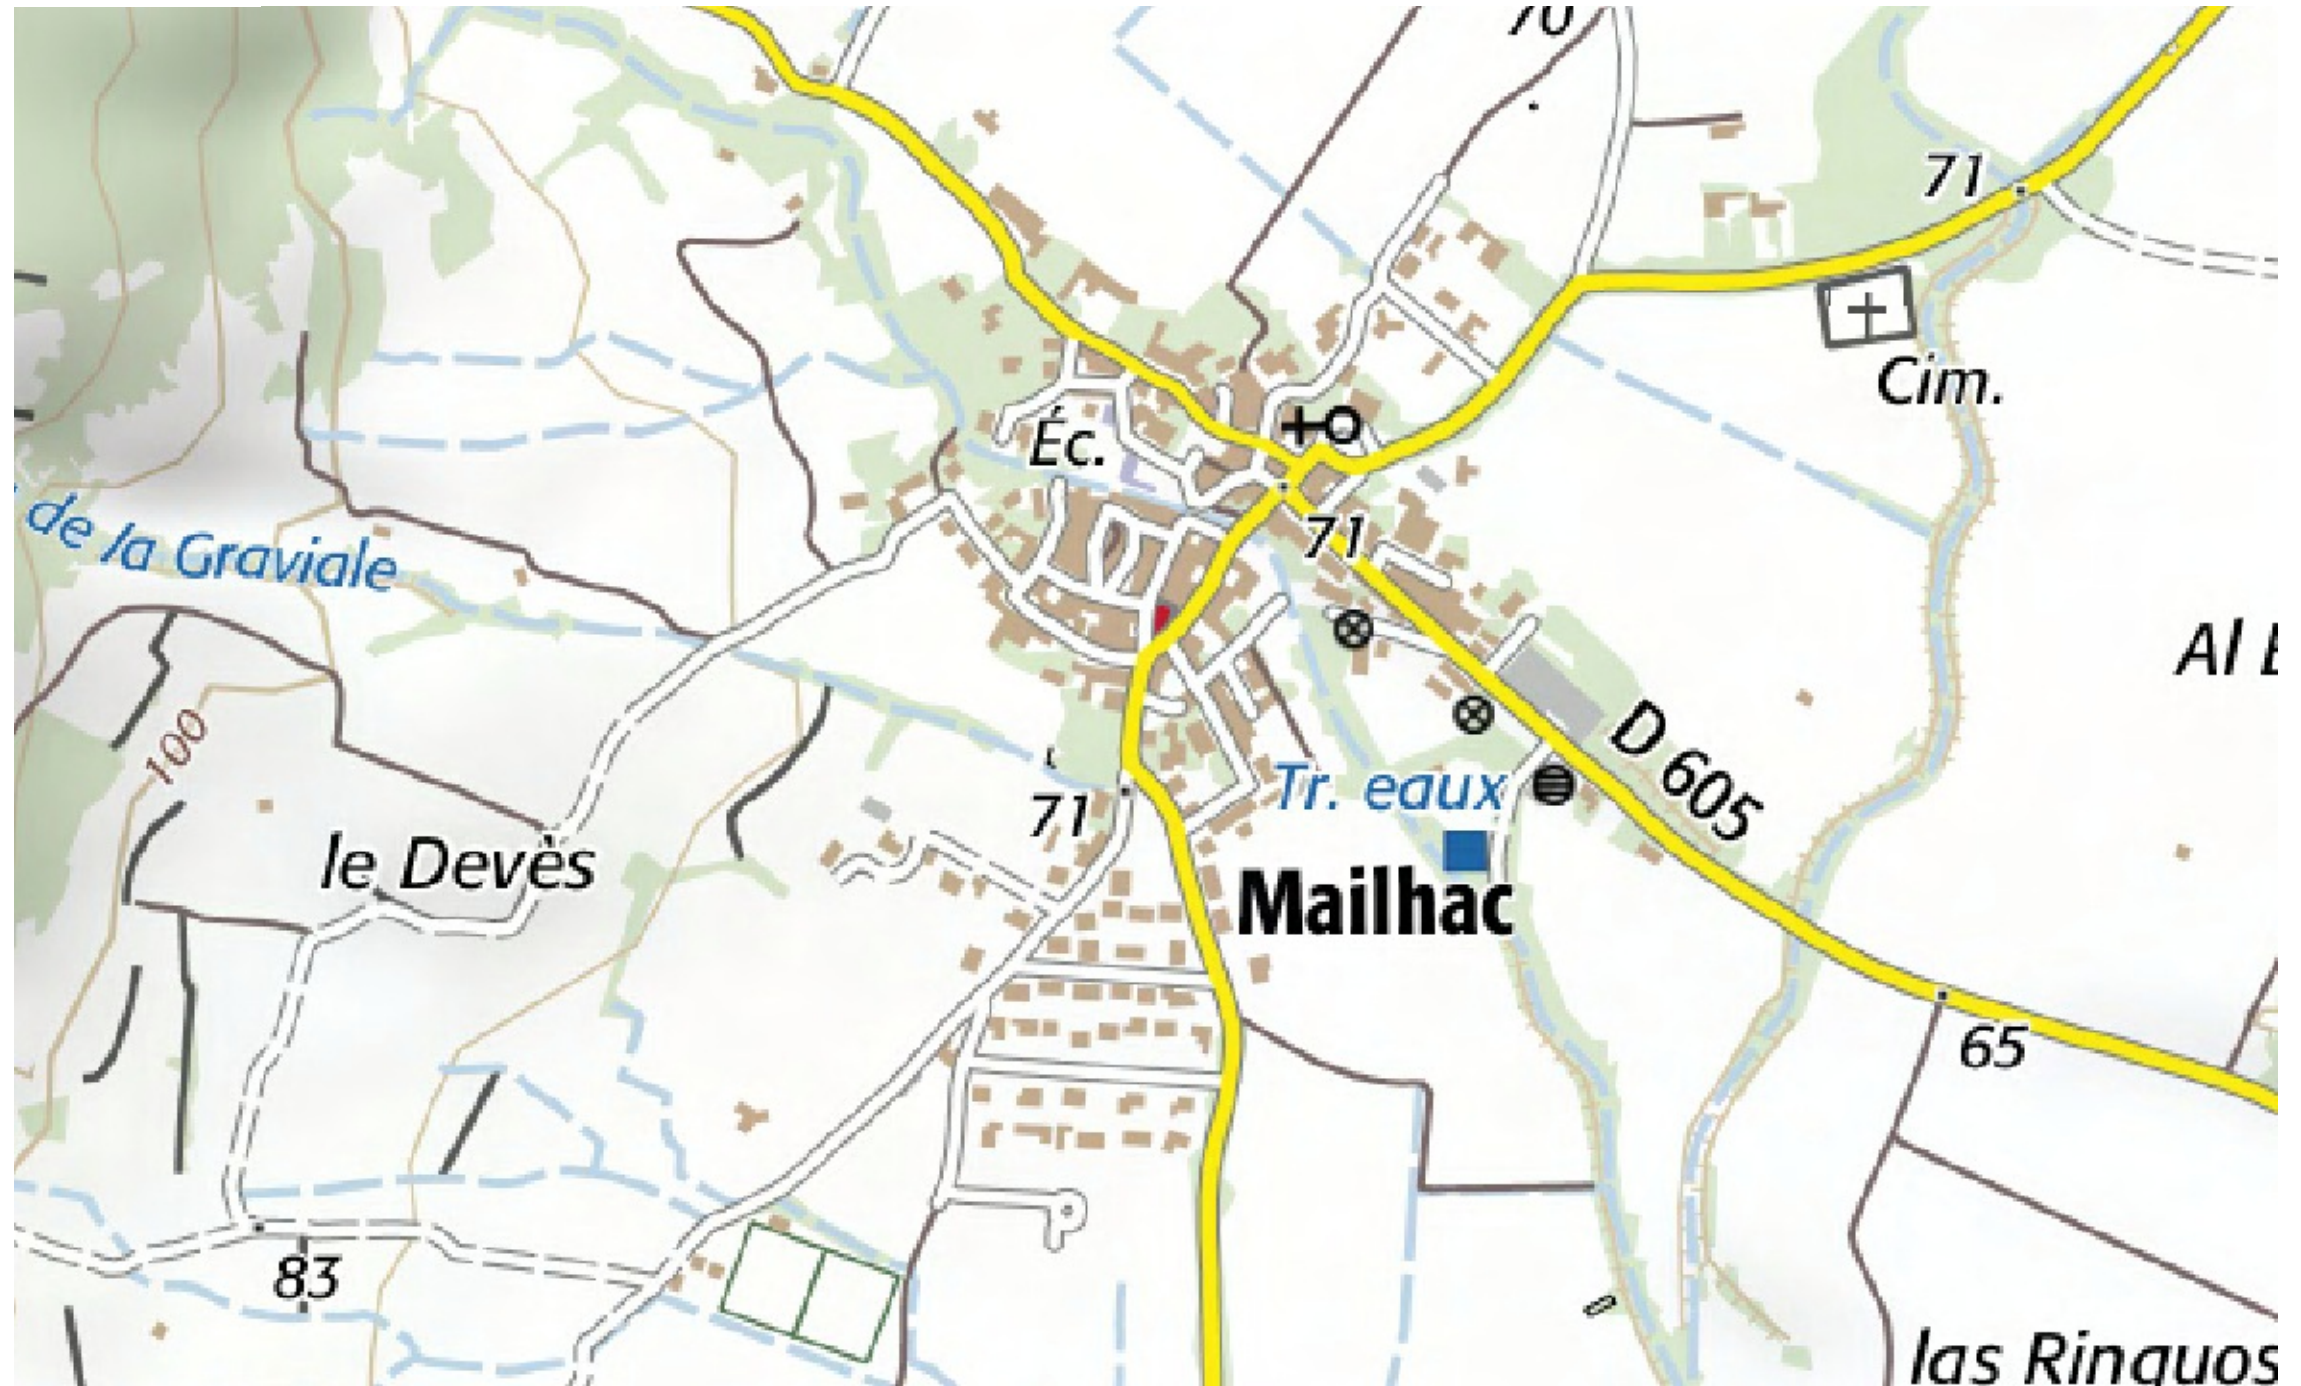 70
71
Cim.
Éc.
de la Graviale
71
Al
100
D 605
Tr. eaux
71
le Devès
Mailhac
65
83
las Rinquos